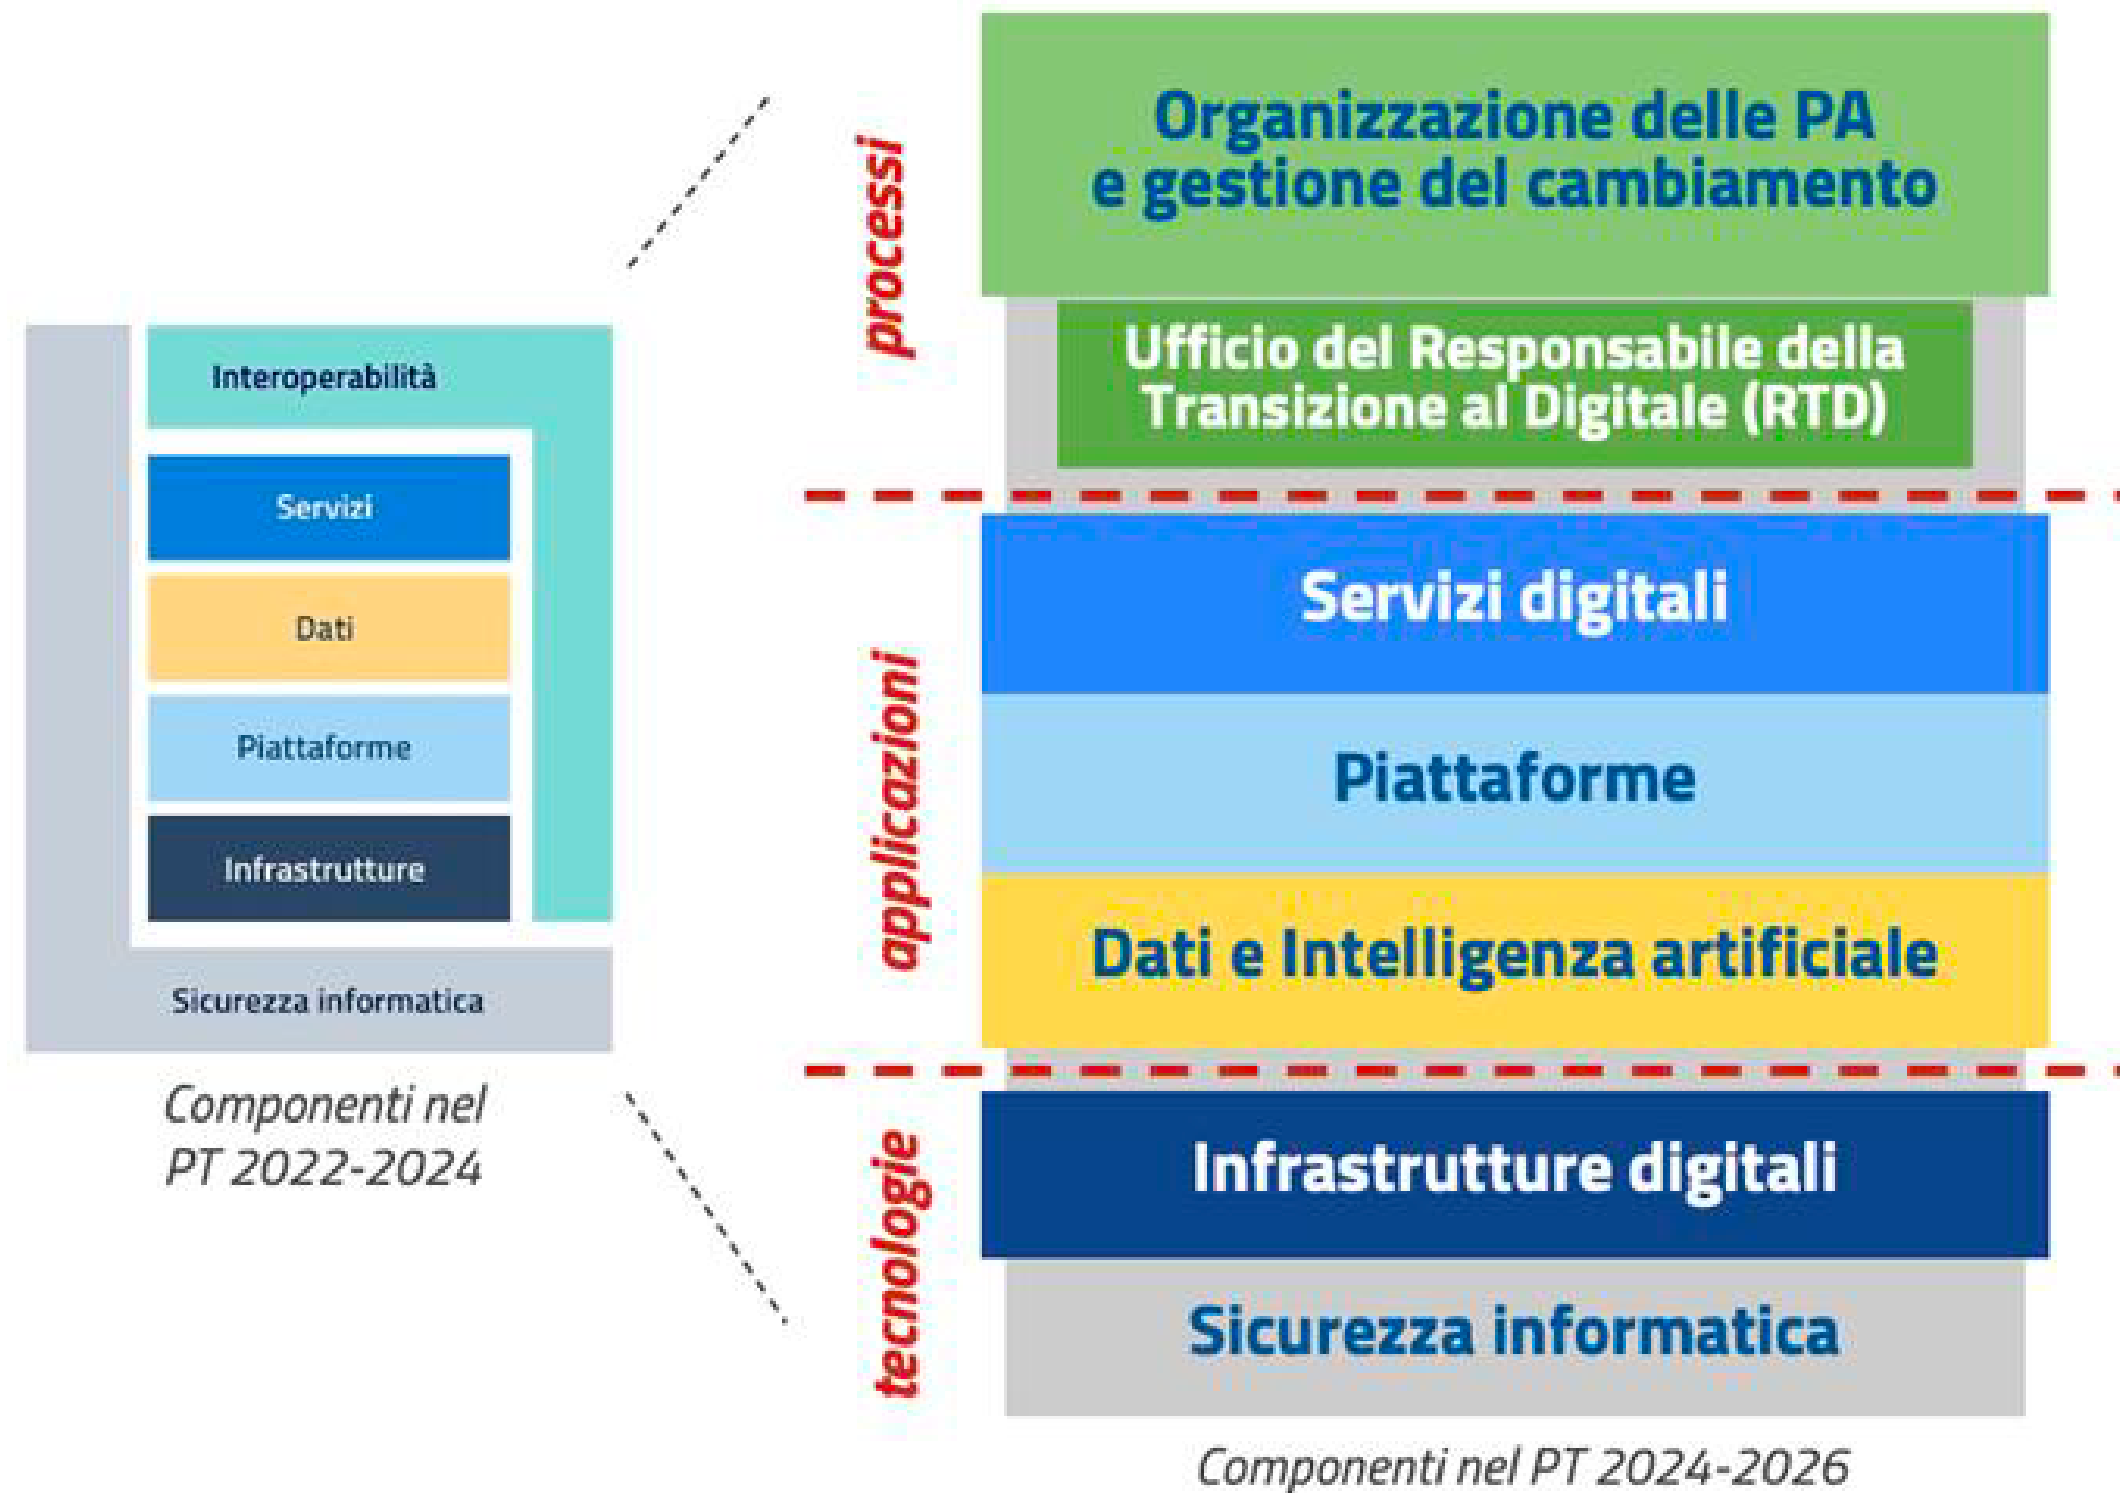 Interoperabilità
Servizi
Dati
Piattaforme
Infrastrutture
Sicurezza informatica
Componenti nel
PT 2022-2024
processi
Organizzazione delle PA
e gestione del cambiamento
Ufficio del Responsabile della
Transizione al Digitale (RTD)
applicazioni
Servizi digitali
Piattaforme
Dati e Intelligenza artificiale
tecnologie
Infrastrutture digitali
Sicurezza informatica
Componenti nel PT 2024-2026